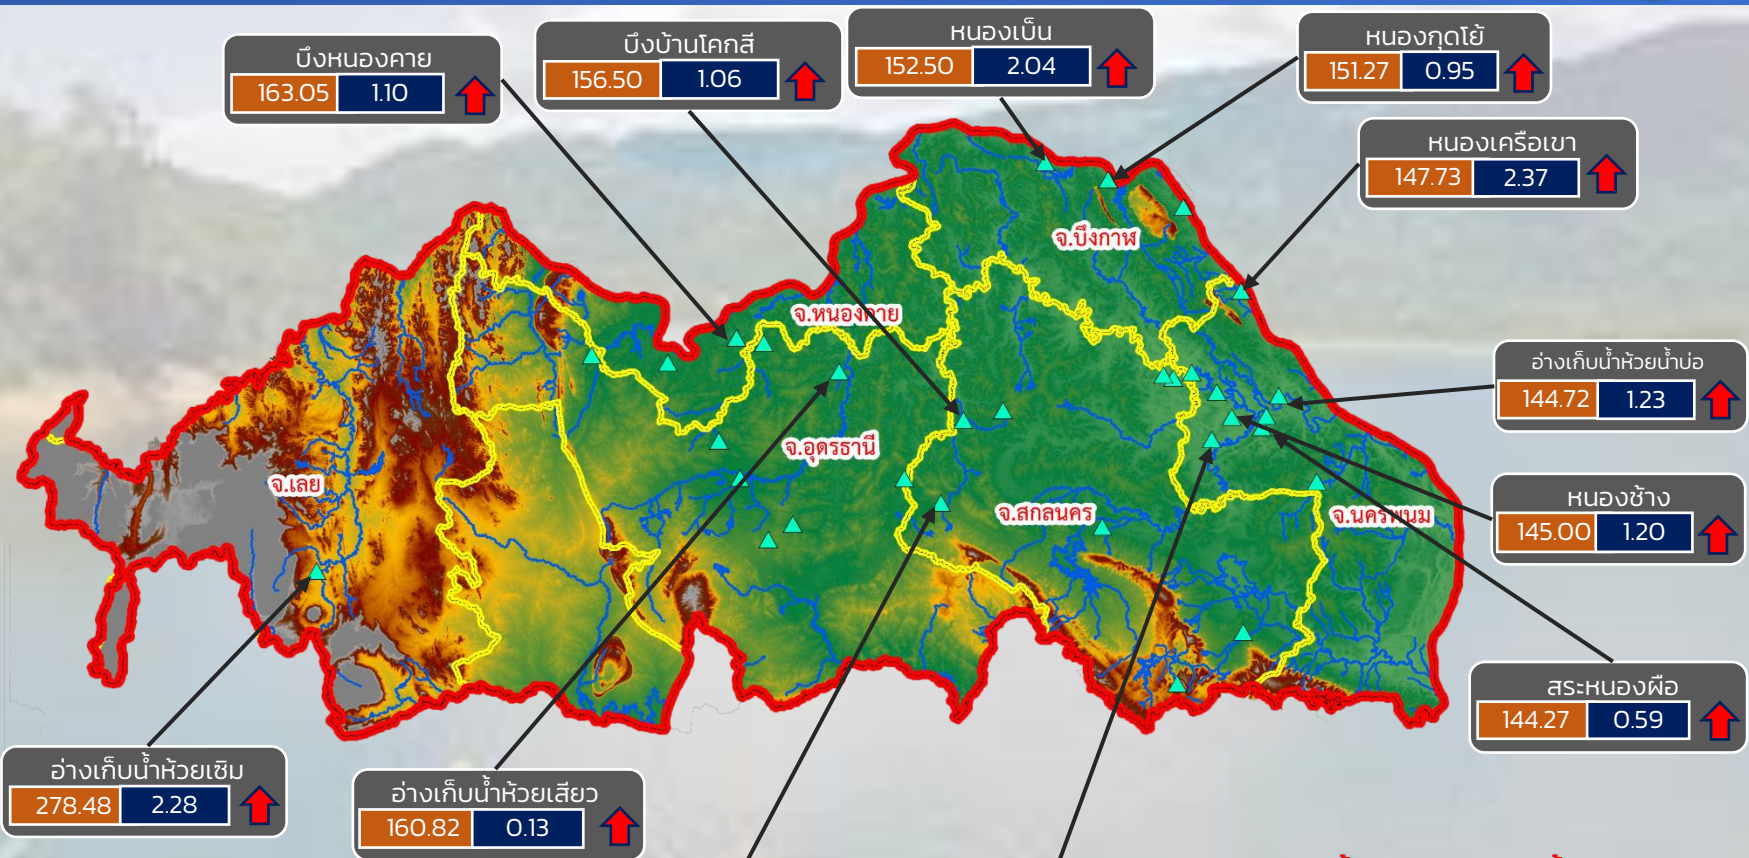 บึงหนองคาย
163.05 1.10
บึงบ้านโคกสี
156.50 1.06
หนองเบ็น
152.50 2.04
หนองกุดโย้
151.27 0.95
หนองเครือเขา
147.73 2.37
จ.บึงกาฬ
จ.หนองคาย
อ่างเก็บน้ำห้วยน้ำบ่อ
144.72 1.23
จ.อุดรธานี
จ.เลย
จ.สกลนคร
จ.นครพนม
หนองช้าง
145.00 1.20
สระหนองผือ
144.27 0.59
อ่างเก็บน้ำห้วยเซิม
278.48 2.28
อ่างเก็บน้ำห้วยเสียว
160.82 0.13